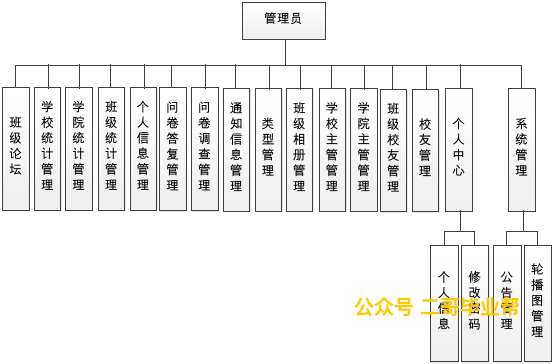 管理员
班级论坛
学校统计管理
学院统计管理
班级统计管理
个人信息管理
问卷答复管理
问卷调查管理
通知信息管理
类型管理
班级相册管理
学校主管管理
学院主管管理
班级校友管理
校友管理
个人中心
系统管理
个人信息
修改密码
公告管理
轮播图管理
公众号 二哥毕业帮